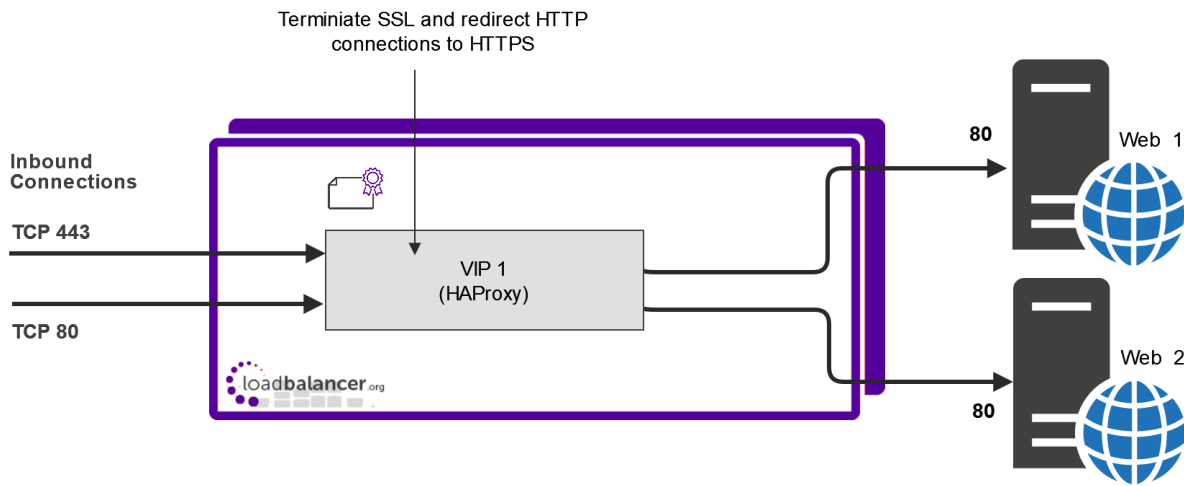 Terminiate SSL and redirect HTTP
connections to HTTPS
80
Web 1
Inbound
Connections
TCP 443
VIP 1
(HAProxy)
TCP 80
Web 2
loadbalancer.org
80